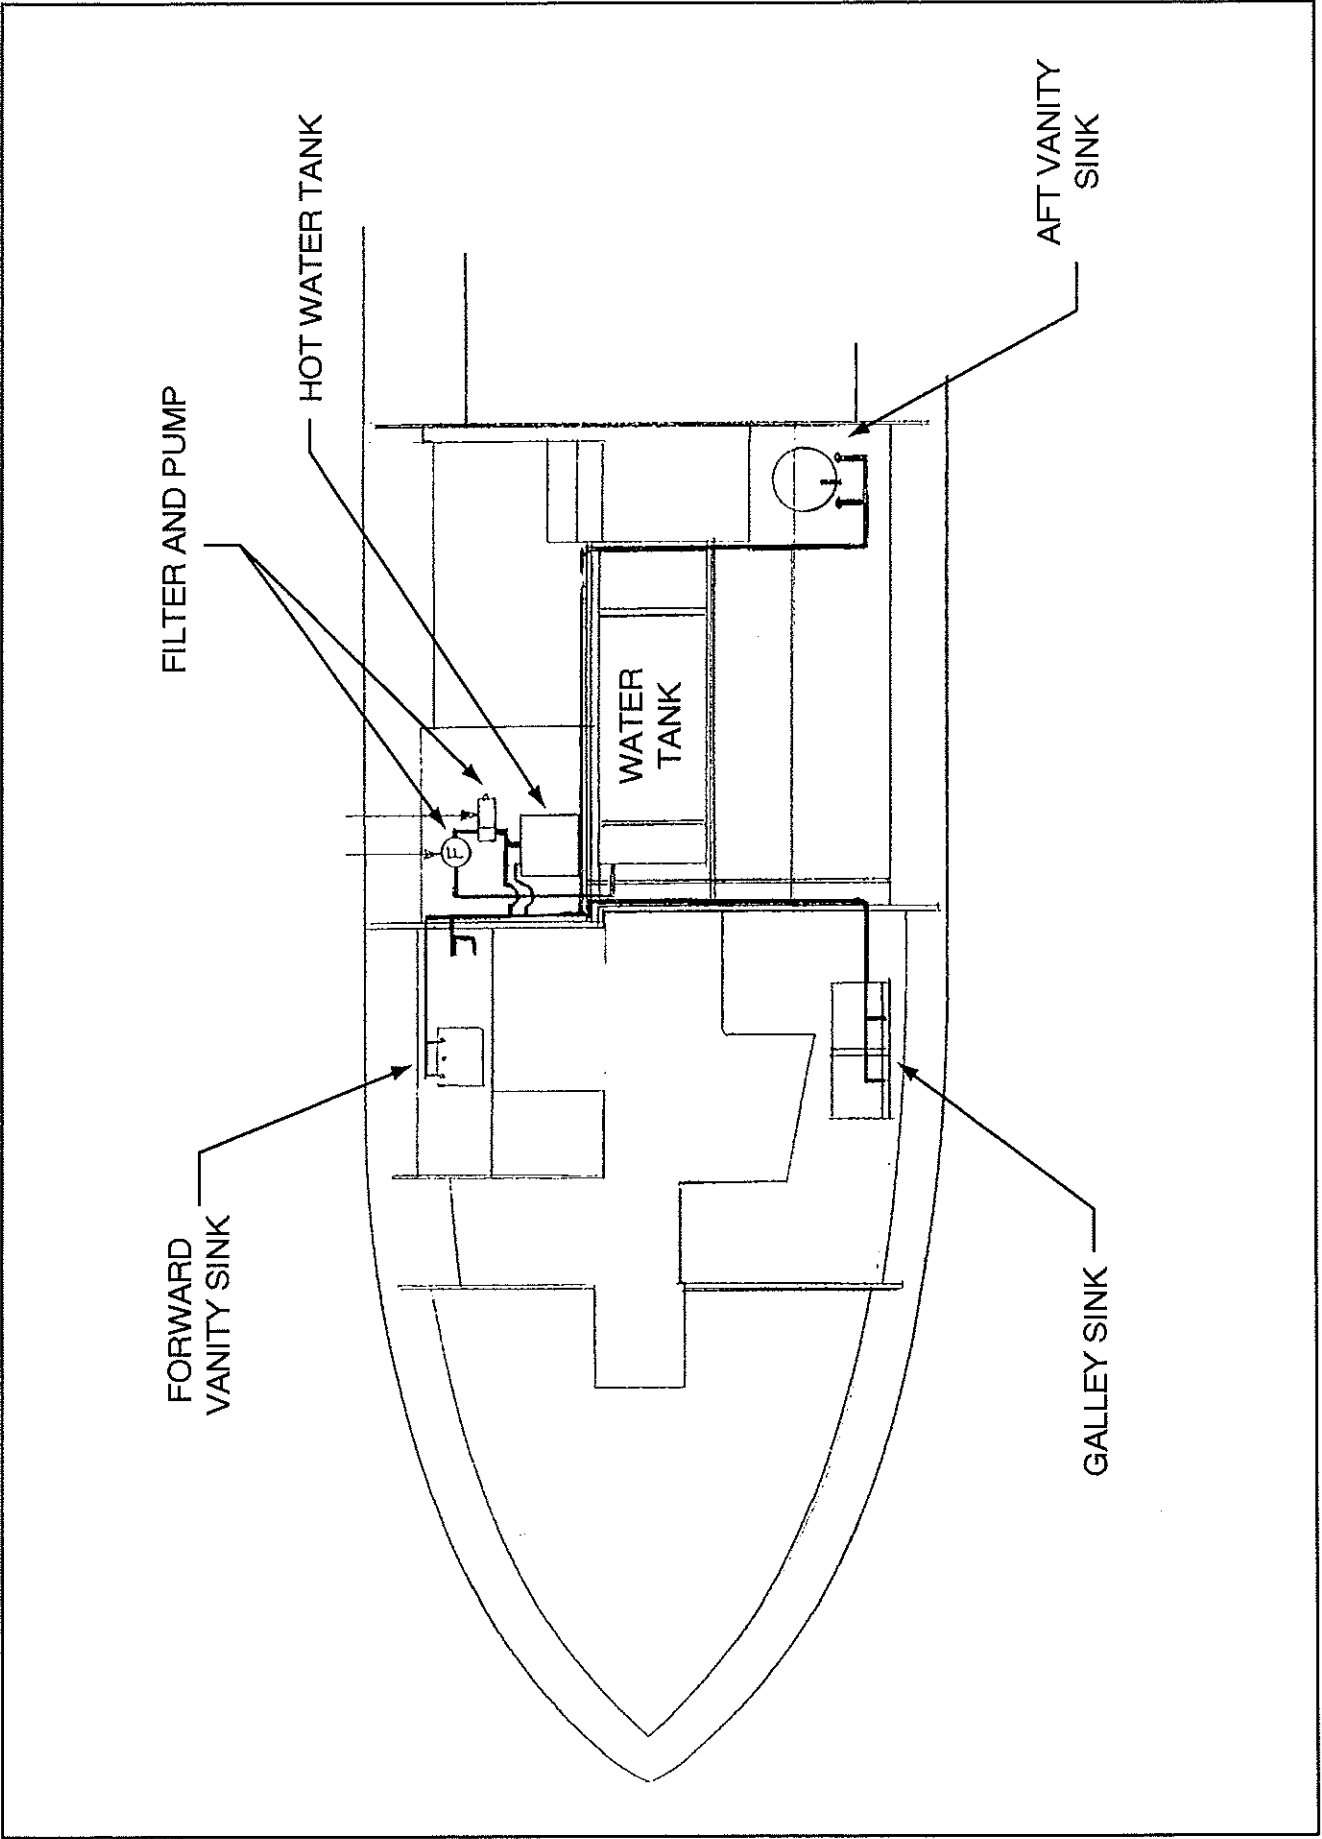 FORWARD
VANITY SINK
FILTER AND PUMP
HOT WATER TANK
F
WATER
TANK
GALLEY SINK
AFT VANITY
SINK